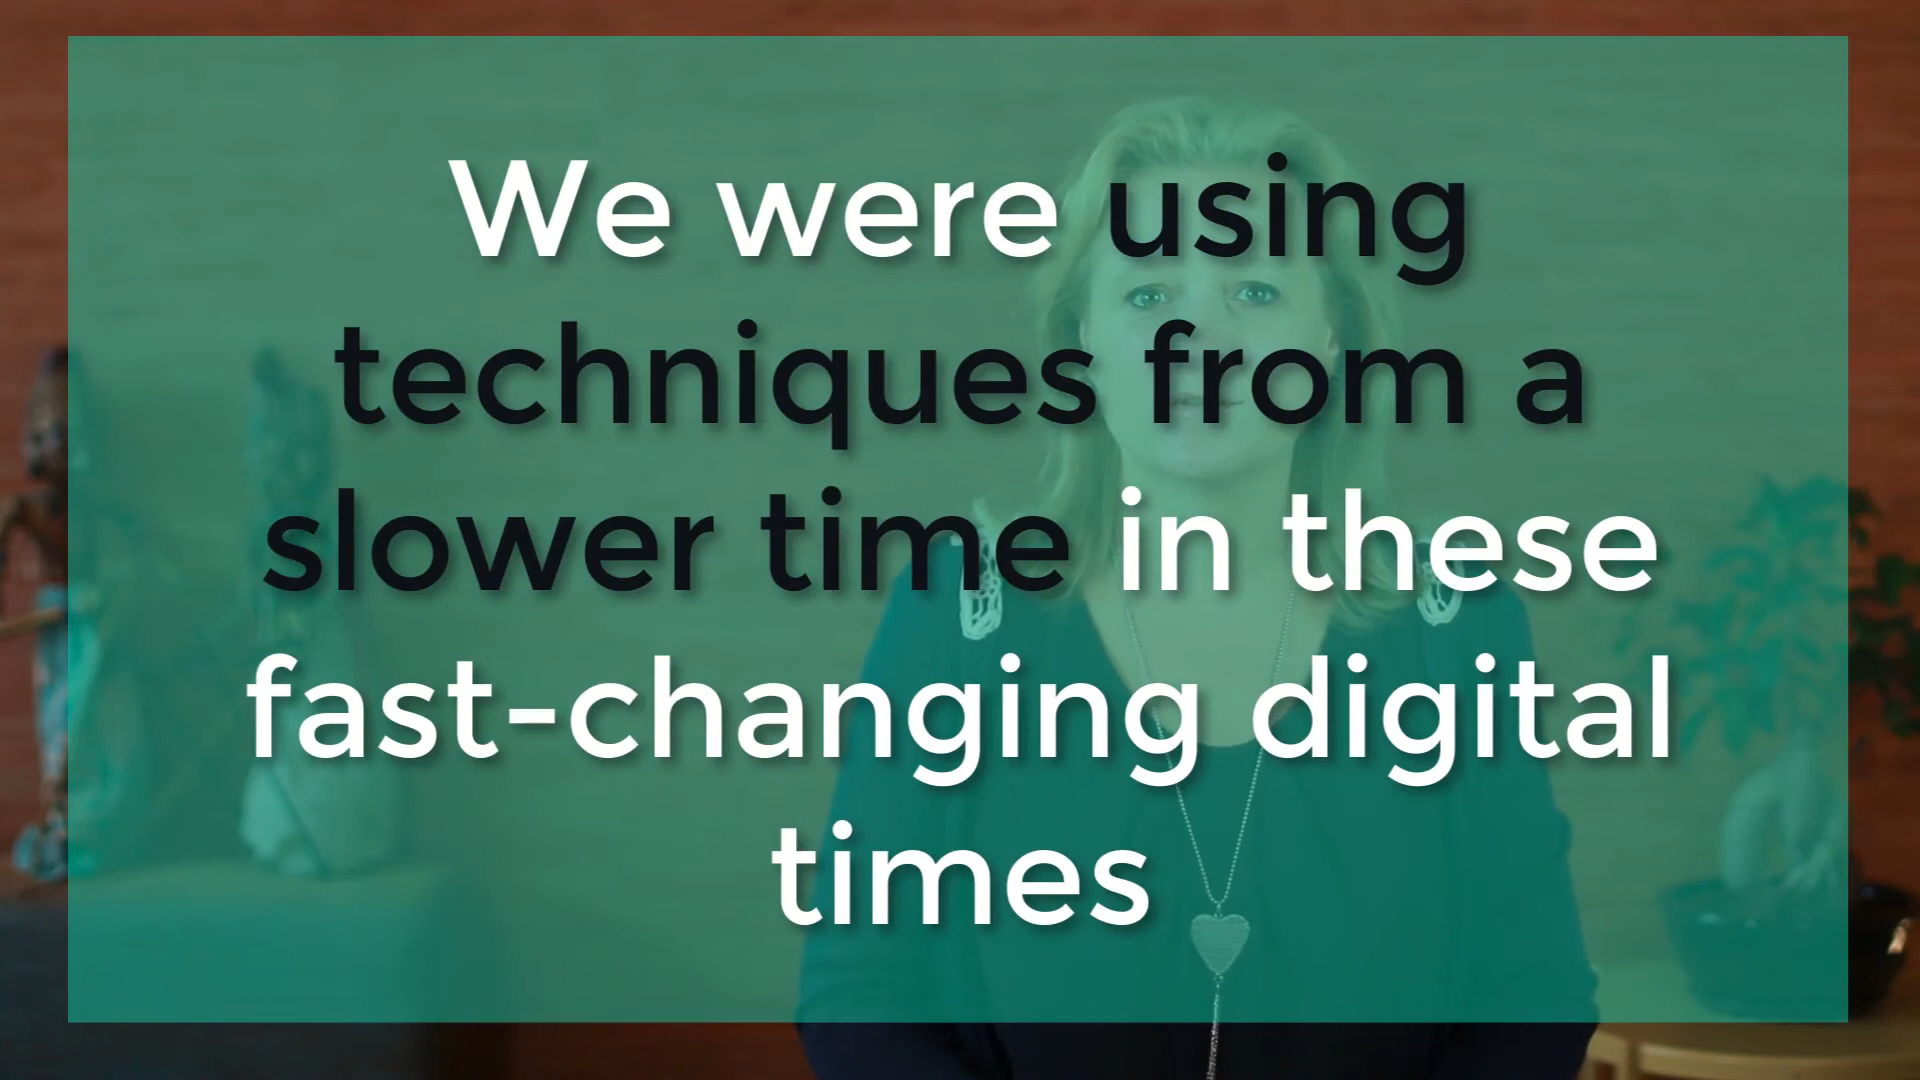 We were using
techniques from a
slower time in these
fast-changing digital
times